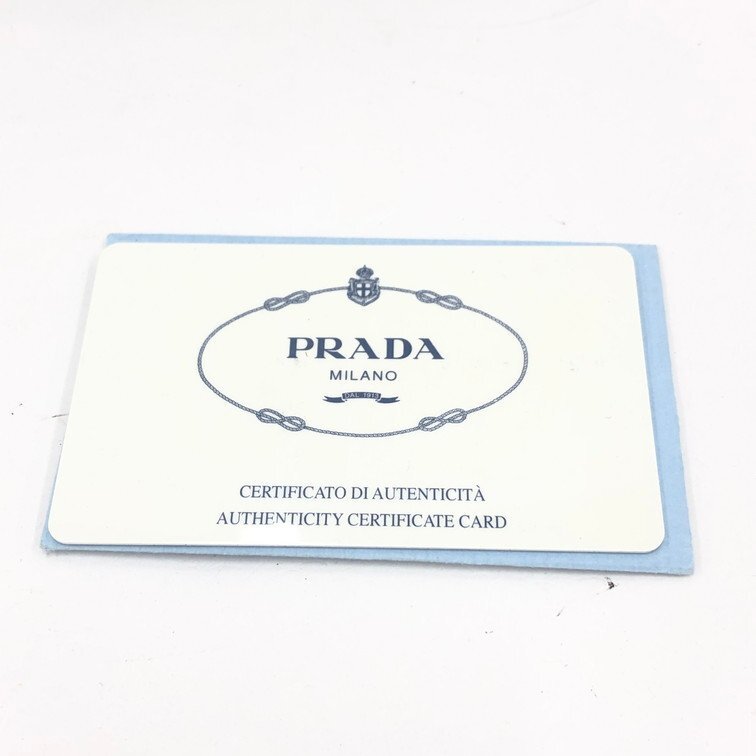 PRADA
MILANO
DAL 1913
CERTIFICATO DI AUTENTICITÀ
AUTHENTICITY CERTIFICATE CARD